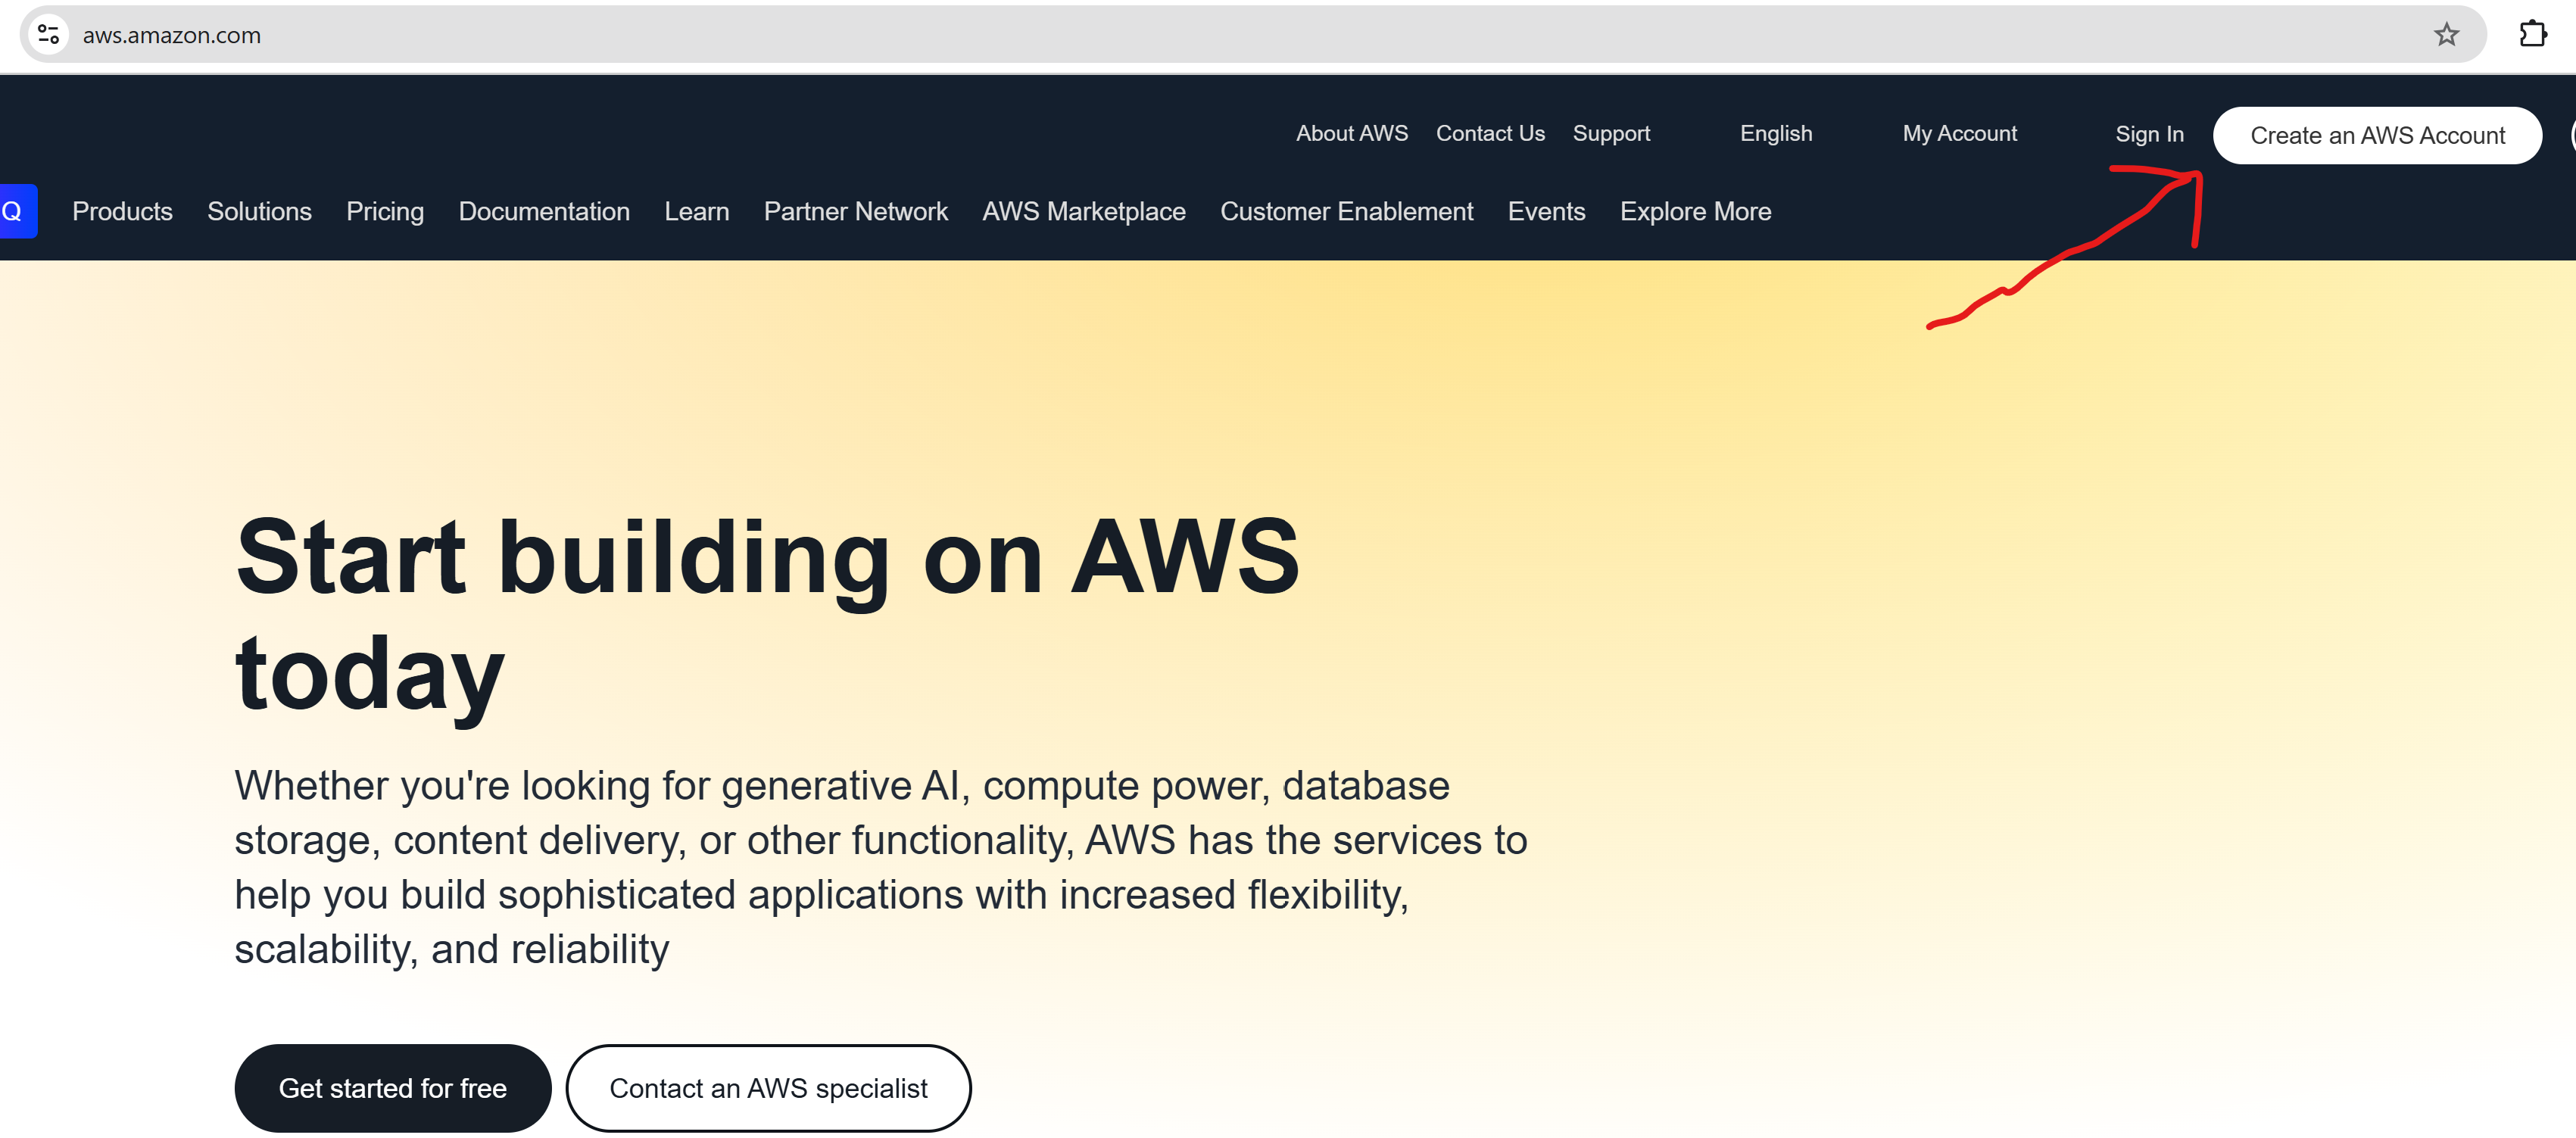 aws.amazon.com
About AWS Contact Us Support English My Account Sign In Create an AWS Account
Q Products Solutions Pricing Documentation Learn Partner Network AWS Marketplace Customer Enablement Events Explore More
Start building on AWS
today
Whether you're looking for generative AI, compute power, database
storage, content delivery, or other functionality, AWS has the services to
help you build sophisticated applications with increased flexibility,
scalability, and reliability
Get started for free Contact an AWS specialist